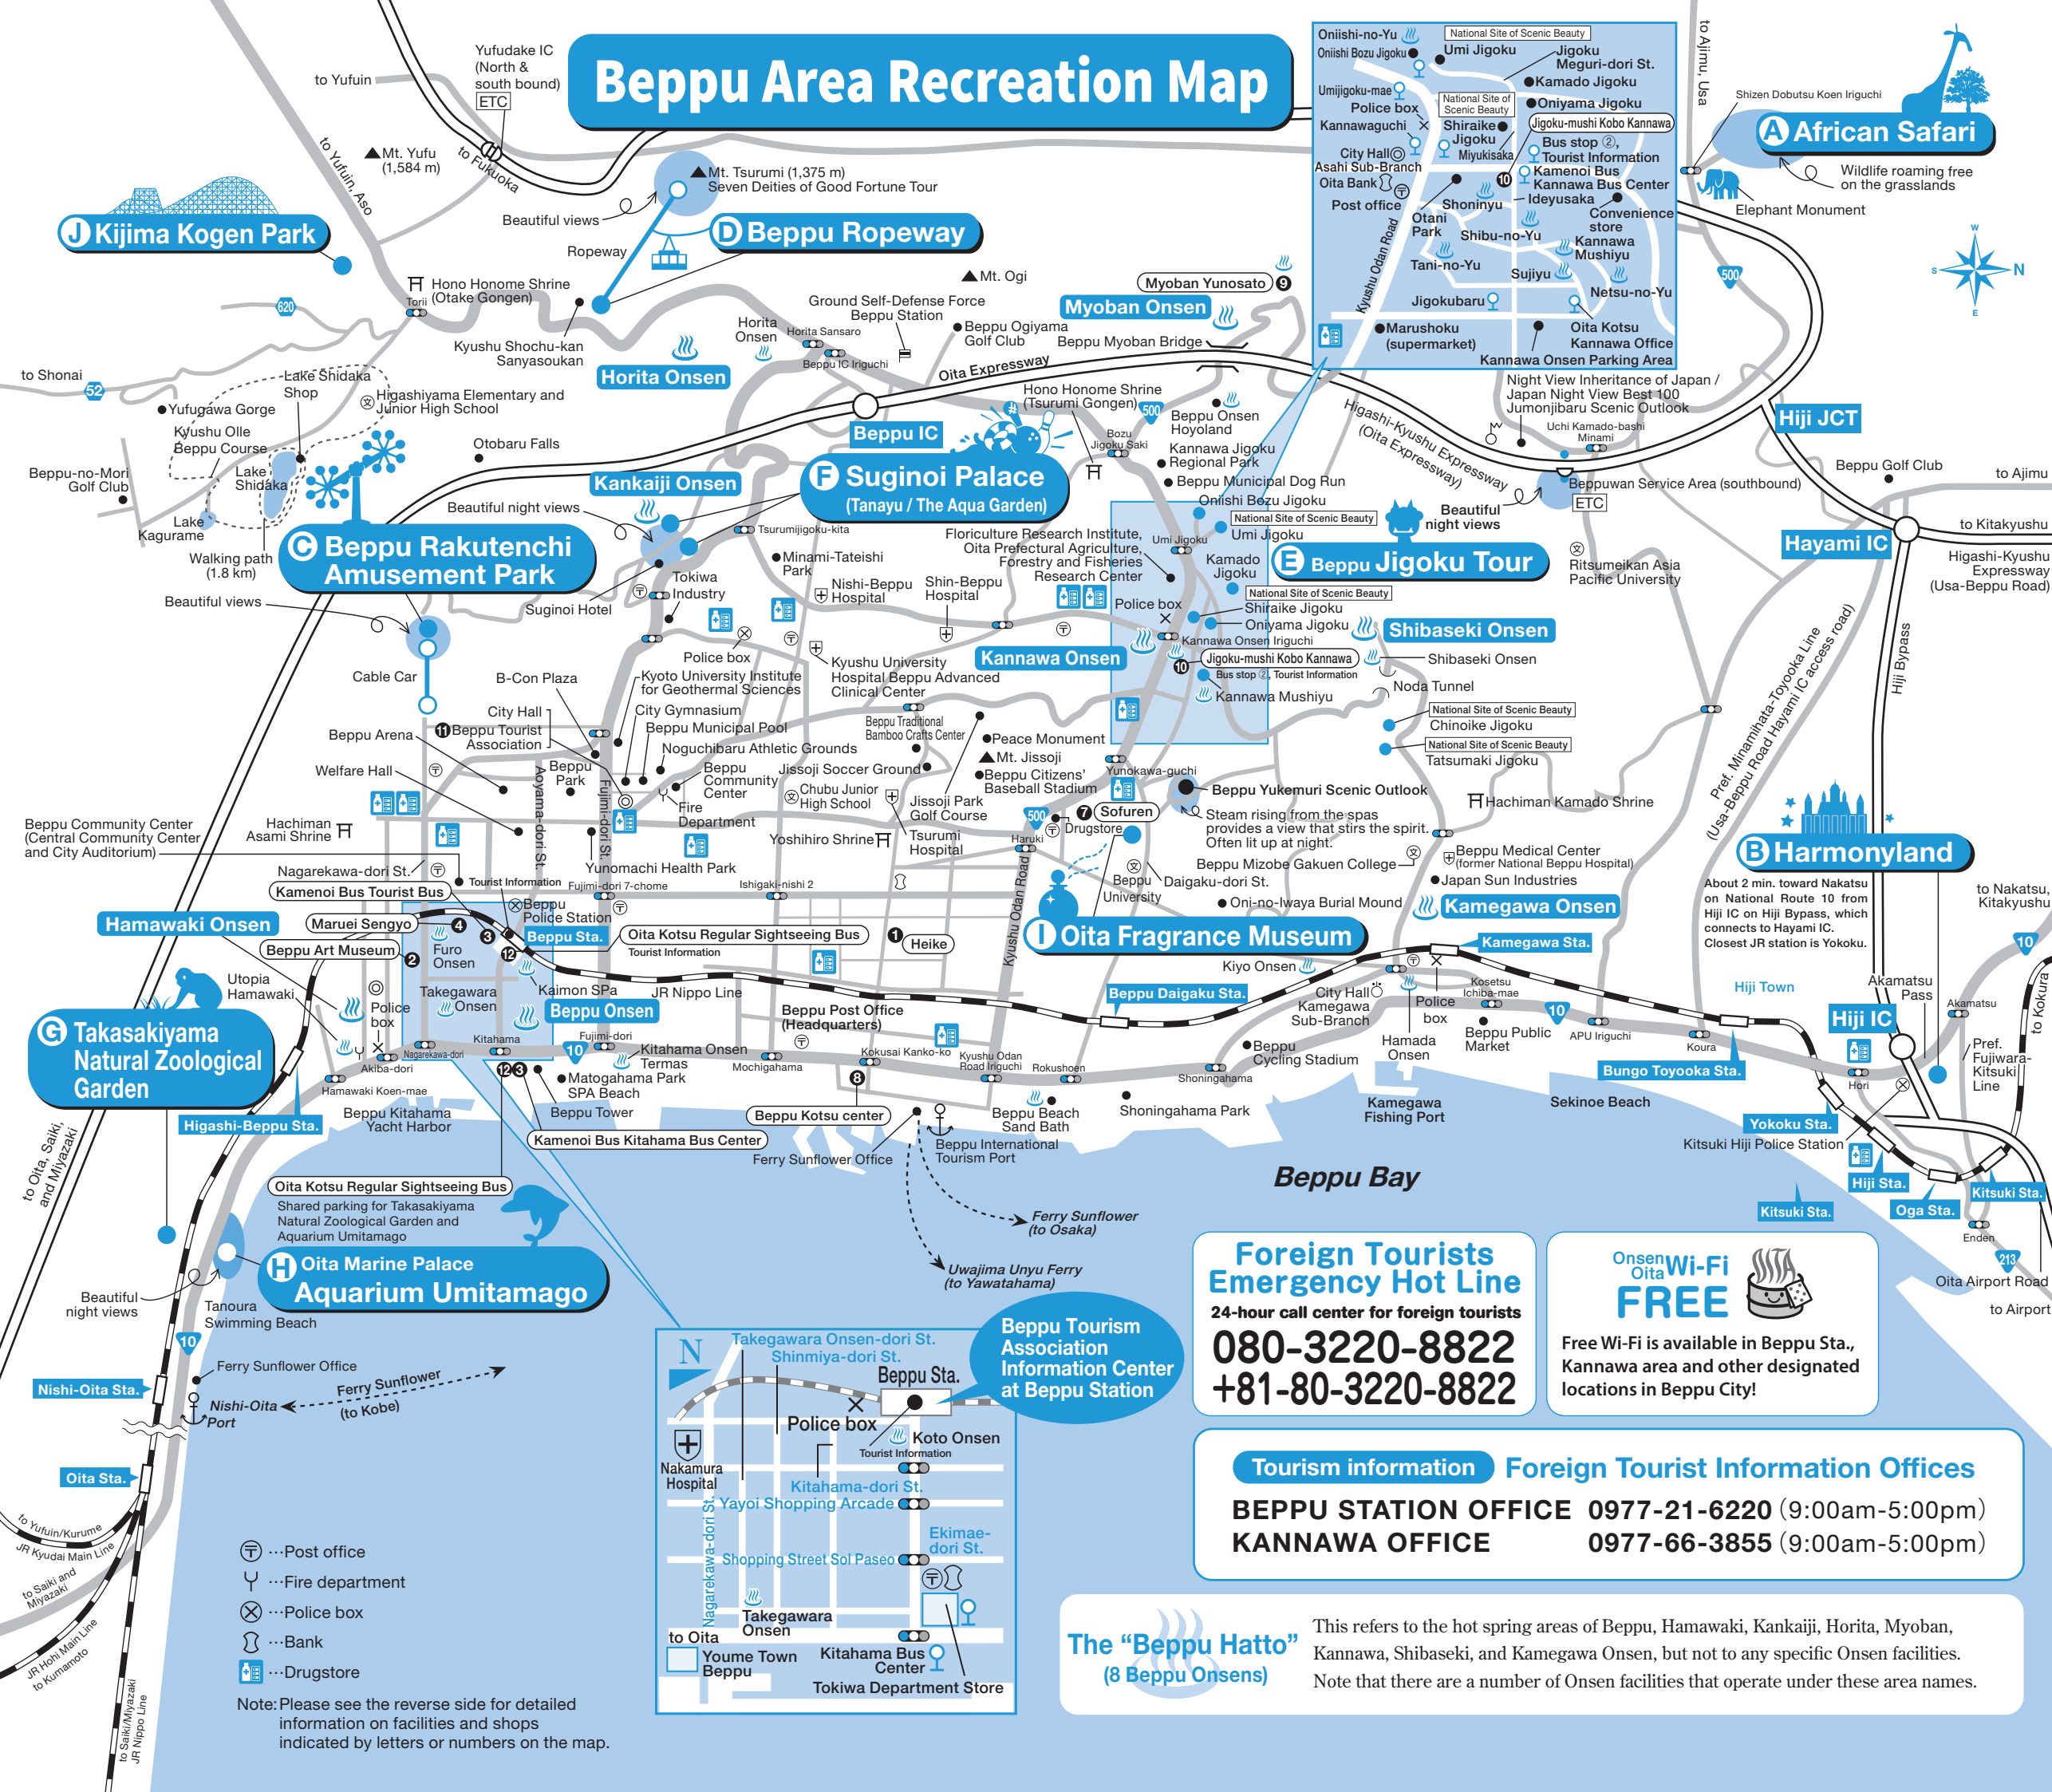 Beppu Area Recreation Map
Yufudake IC
(North &
south bound)
ETC
to Yufuin
to Yufuin, Aso
to Fukuoka
Mt. Yufu
(1,584 m)
Mt. Tsurumi (1,375 m)
Seven Deities of Good Fortune Tour
Beautiful views
Ropeway
D Beppu Ropeway
J Kijima Kogen Park
Hono Honome Shrine
(Otake Gongen)
Torii
620
to Shonai
52
Kyushu Shochu-kan
Sanyasoukan
Horita
Onsen
Horita Onsen
Horita Sansaro
Beppu IC Iriguchi
Ground Self-Defense Force
Beppu Station
Mt. Ogi
Beppu Ogiyama
Golf Club
Myoban Yunosato 9
Myoban Onsen
Beppu Myoban Bridge
Oita Expressway
Beppu IC
Hono Honome Shrine
(Tsurumi Gongen)
500
Bozu
Jigoku Saki
Beppu Onsen
Hoyoland
Kannawa Jigoku
Regional Park
Beppu Municipal Dog Run
Oniishi-no-Yu
National Site of Scenic Beauty
Oniishi Bozu Jigoku
Umi Jigoku
Jigoku
Meguri-dori St.
Umijigoku-mae
Kamado Jigoku
Police box
National Site of
Scenic Beauty
Oniyama Jigoku
Kannawaguchi
Shiraike
Jigoku
Jigoku-mushi Kobo Kannawa
Miyukisaka
City Hall
Asahi Sub-Branch
Bus stop ②,
Tourist Information
Oita Bank
10
Kamenoi Bus
Kannawa Bus Center
Post office
Shoninyu
Ideyusaka
Otani
Park
Convenience
store
Shibu-no-Yu
Kannawa
Mushiyu
Tani-no-Yu
Sujiyu
Netsu-no-Yu
Kyushu Odan Road
Jigokubaru
Marushoku
(supermarket)
Oita Kotsu
Kannawa Office
Kannawa Onsen Parking Area
to Ajimu, Usa
Shizen Dobutsu Koen Iriguchi
A African Safari
Wildlife roaming free
on the grasslands
Elephant Monument
500
W
S
N
E
Night View Inheritance of Japan /
Japan Night View Best 100
Jumonjibaru Scenic Outlook
Uchi Kamado-bashi
Minami
Higashi-Kyushu Expressway
(Oita Expressway)
Beppuwan Service Area (southbound)
ETC
Beautiful
night views
Hiji JCT
Beppu Golf Club
to Ajimu
Hayami IC
to Kitakyushu
Higashi-Kyushu
Expressway
(Usa-Beppu Road)
Ritsumeikan Asia
Pacific University
Hiji Bypass
Pref. Minamihata-Toyooka Line
(Usa-Beppu Road Hayami IC access road)
Lake Shidaka
Shop
Higashiyama Elementary and
Junior High School
Yufugawa Gorge
Kyushu Olle
Beppu Course
Beppu-no-Mori
Golf Club
Lake
Shidaka
Lake
Kagurame
Walking path
(1.8 km)
Beautiful views
Otobaru Falls
C Beppu Rakutenchi
Amusement Park
Cable Car
Kankaiji Onsen
Beautiful night views
F Suginoi Palace
(Tanayu / The Aqua Garden)
Tsurumijigoku-kita
Suginoi Hotel
Tokiwa
Industry
Minami-Tateishi
Park
Nishi-Beppu
Hospital
Shin-Beppu
Hospital
Police box
Kyushu University
Hospital Beppu Advanced
Clinical Center
Floriculture Research Institute,
Oita Prefectural Agriculture,
Forestry and Fisheries
Research Center
Oniishi Bozu Jigoku
National Site of Scenic Beauty
Umi Jigoku
Umi Jigoku
Kamado
Jigoku
E Beppu Jigoku Tour
National Site of Scenic Beauty
Police box
Shiraike Jigoku
Oniyama Jigoku
Kannawa Onsen Iriguchi
Kannawa Onsen
10
Jigoku-mushi Kobo Kannawa
Bus stop ②, Tourist Information
Kannawa Mushiyu
Shibaseki Onsen
Shibaseki Onsen
Noda Tunnel
National Site of Scenic Beauty
Chinoike Jigoku
National Site of Scenic Beauty
Tatsumaki Jigoku
B-Con Plaza
City Hall
11 Beppu Tourist
Association
Beppu Arena
Welfare Hall
Beppu
Park
Kyoto University Institute
for Geothermal Sciences
City Gymnasium
Beppu Municipal Pool
Noguchibaru Athletic Grounds
Beppu
Community
Center
Fire
Department
Aoyama-dori St.
Fujimi-dori St.
Beppu Traditional
Bamboo Crafts Center
Jissoji Soccer Ground
Chubu Junior
High School
Jissoji Park
Golf Course
Peace Monument
Mt. Jissoji
Beppu Citizens'
Baseball Stadium
Yunokawa-guchi
Beppu Yukemuri Scenic Outlook
Steam rising from the spas
provides a view that stirs the spirit.
Often lit up at night.
Hachiman Kamado Shrine
Beppu Community Center
(Central Community Center
and City Auditorium)
Hachiman
Asami Shrine
Nagarekawa-dori St.
Kamenoi Bus Tourist Bus
Tourist Information
Yunomachi Health Park
Fujimi-dori 7-chome
Yoshihiro Shrine
Tsurumi
Hospital
Ishigaki-nishi 2
500
Haruki
Drugstore
7 Sofuren
Beppu
University
Daigaku-dori St.
Beppu Mizobe Gakuen College
Beppu Medical Center
(former National Beppu Hospital)
Japan Sun Industries
Oni-no-Iwaya Burial Mound
Kamegawa Onsen
B Harmonyland
About 2 min. toward Nakatsu
on National Route 10 from
Hiji IC on Hiji Bypass, which
connects to Hayami IC.
Closest JR station is Yokoku.
to Nakatsu,
Kitakyushu
10
to Kokura
Hamawaki Onsen
Maruei Sengyo 4
Beppu Art Museum 2
3
12
Beppu
Police Station
Beppu Sta.
Oita Kotsu Regular Sightseeing Bus
Tourist Information
1 Heike
Kyushu Odan Road
I Oita Fragrance Museum
Furo
Onsen
Takegawara
Onsen
Kaimon SPa
Beppu Onsen
JR Nippo Line
Utopia
Hamawaki
Police
box
G Takasakiyama
Natural Zoological
Garden
Akiba-dori
Nagarekawa-dori
Kitahama
Fujimi-dori
10
Kitahama Onsen
Termas
Matogahama Park
SPA Beach
Beppu Tower
12 3
Hamawaki Koen-mae
Beppu Kitahama
Yacht Harbor
Higashi-Beppu Sta.
Kamenoi Bus Kitahama Bus Center
Beppu Post Office
(Headquarters)
Mochigahama
Kokusai Kanko-ko
8
Beppu Kotsu center
Kyushu Odan
Road Iriguchi
Rokushoen
Beppu Daigaku Sta.
Beppu Beach
Sand Bath
Shoningahama Park
Shoningahama
Beppu
Cycling Stadium
Kiyo Onsen
City Hall
Kamegawa
Sub-Branch
Kamegawa Sta.
Police
box
Hamada
Onsen
Kosetsu
Ichiba-mae
Beppu Public
Market
10
APU Iriguchi
Koura
Kamegawa
Fishing Port
Sekinoe Beach
Bungo Toyooka Sta.
Hiji Town
Hiji IC
Akamatsu
Pass
Akamatsu
Pref.
Fujiwara-
Kitsuki
Line
Hori
Yokoku Sta.
Kitsuki Hiji Police Station
Hiji Sta.
Kitsuki Sta.
Oga Sta.
Kitsuki Sta.
Enden
213
Oita Airport Road
to Airport
Ferry Sunflower Office
Beppu International
Tourism Port
Ferry Sunflower
(to Osaka)
Uwajima Unyu Ferry
(to Yawatahama)
Beppu Bay
to Oita, Saiki,
and Miyazaki
Oita Kotsu Regular Sightseeing Bus
Shared parking for Takasakiyama
Natural Zoological Garden and
Aquarium Umitamago
H Oita Marine Palace
Aquarium Umitamago
Beautiful
night views
Tanoura
Swimming Beach
10
Ferry Sunflower Office
Nishi-Oita Sta.
Nishi-Oita
Port
Ferry Sunflower
(to Kobe)
Oita Sta.
to Yufuin/Kurume
JR Kyudai Main Line
to Saiki and
Miyazaki
JR Hohi Main Line
to Kumamoto
to Saiki/Miyazaki
JR Nippo Line
…Post office
…Fire department
…Police box
…Bank
…Drugstore
Note: Please see the reverse side for detailed
information on facilities and shops
indicated by letters or numbers on the map.
N
Takegawara Onsen-dori St.
Shinmiya-dori St.
Beppu Sta.
Police box
Koto Onsen
Tourist Information
Nakamura
Hospital
Kitahama-dori St.
Yayoi Shopping Arcade
Nagarekawa-dori St.
Ekimae-
dori St.
Shopping Street Sol Paseo
Takegawara
Onsen
to Oita
Youme Town
Beppu
Kitahama Bus
Center
Tokiwa Department Store
Beppu Tourism
Association
Information Center
at Beppu Station
Foreign Tourists
Emergency Hot Line
24-hour call center for foreign tourists
080-3220-8822
+81-80-3220-8822
Onsen
Oita Wi-Fi
FREE
Free Wi-Fi is available in Beppu Sta.,
Kannawa area and other designated
locations in Beppu City!
Tourism information Foreign Tourist Information Offices
BEPPU STATION OFFICE 0977-21-6220 (9:00am-5:00pm)
KANNAWA OFFICE 0977-66-3855 (9:00am-5:00pm)
The “Beppu Hatto”
(8 Beppu Onsens)
This refers to the hot spring areas of Beppu, Hamawaki, Kankaiji, Horita, Myoban,
Kannawa, Shibaseki, and Kamegawa Onsen, but not to any specific Onsen facilities.
Note that there are a number of Onsen facilities that operate under these area names.